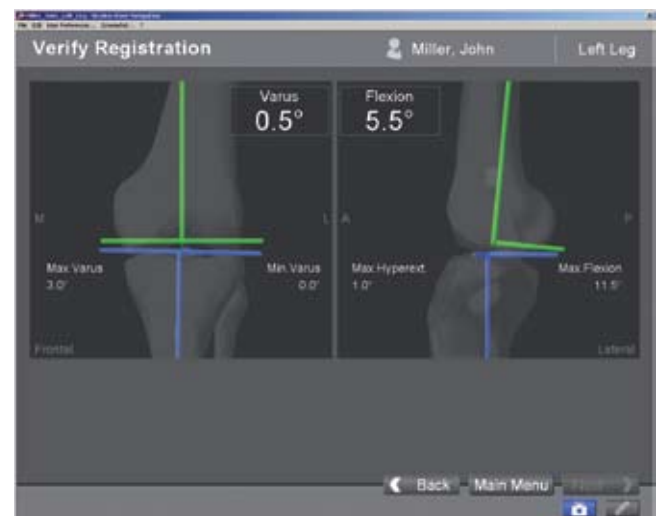 Verify Registration
Miller, John
Left Leg
Varus
0.5°
Flexion
5.5°
M
L
A
P
Max.Varus
3.0°
Min.Varus
0.0°
Max.Hyperext.
1.0°
Max.Flexion
11.5°
Frontal
Lateral
Back
Main Menu
Next